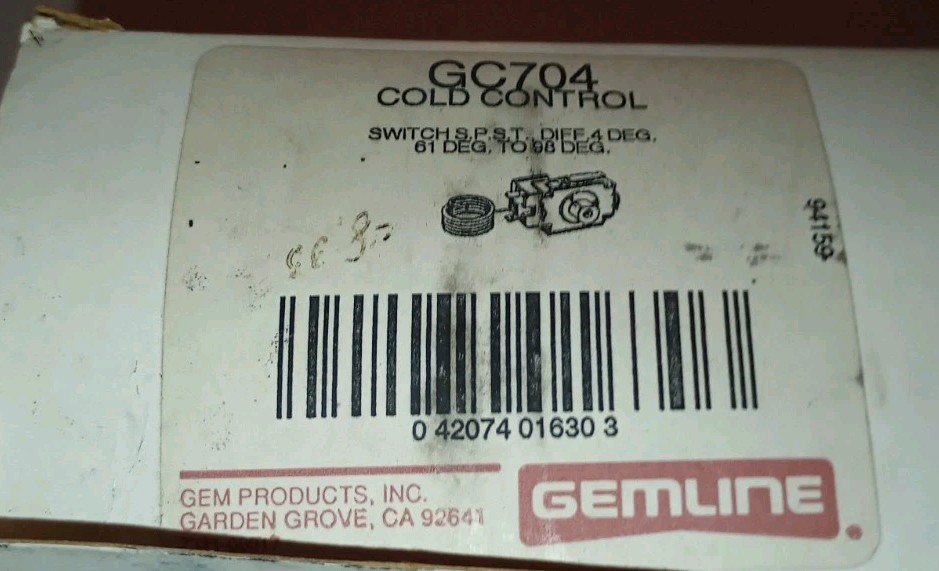 GC704
COLD CONTROL
SWITCH S.P.S.T., DIFF.4 DEG.
61 DEG. TO 98 DEG.
94159
0 42074 01630 3
GEM PRODUCTS, INC.
GARDEN GROVE, CA 92641
GEMLINE